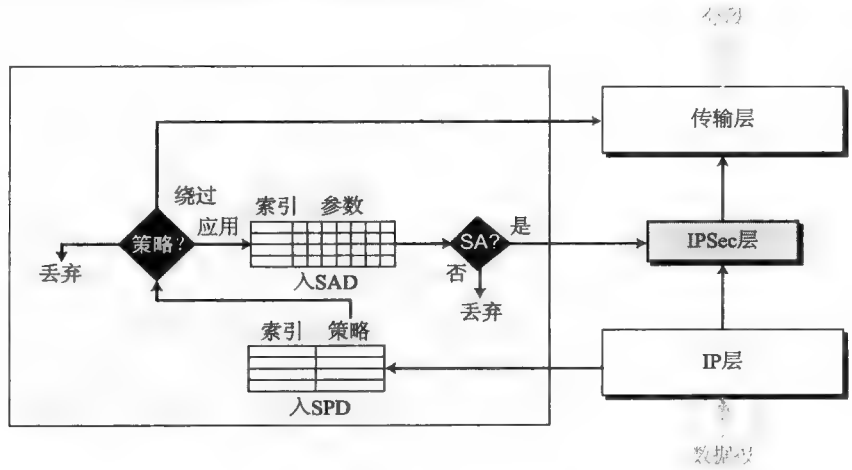 传输层
绕过
索引 参数
策略?
应用
SA?
是
IPSec层
丢弃
入SAD
否
丢弃
索引 策略
IP层
入SPD